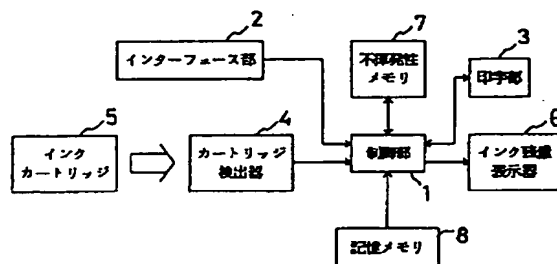 2
インターフェース部
7
不揮発性
メモリ
3
印字部
5
インク
カートリッジ
4
カートリッジ
検出器
制御部
1
6
インク残量
表示器
記憶メモリ
8